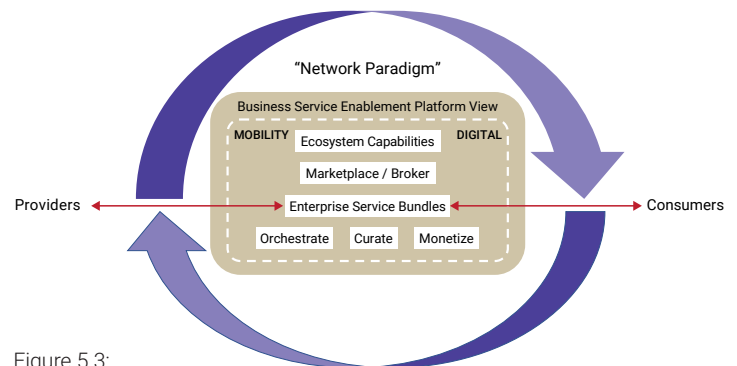 “Network Paradigm”
Business Service Enablement Platform View
MOBILITY
DIGITAL
Ecosystem Capabilities
Marketplace / Broker
Providers
Enterprise Service Bundles
Consumers
Orchestrate
Curate
Monetize
Figure 5.3: